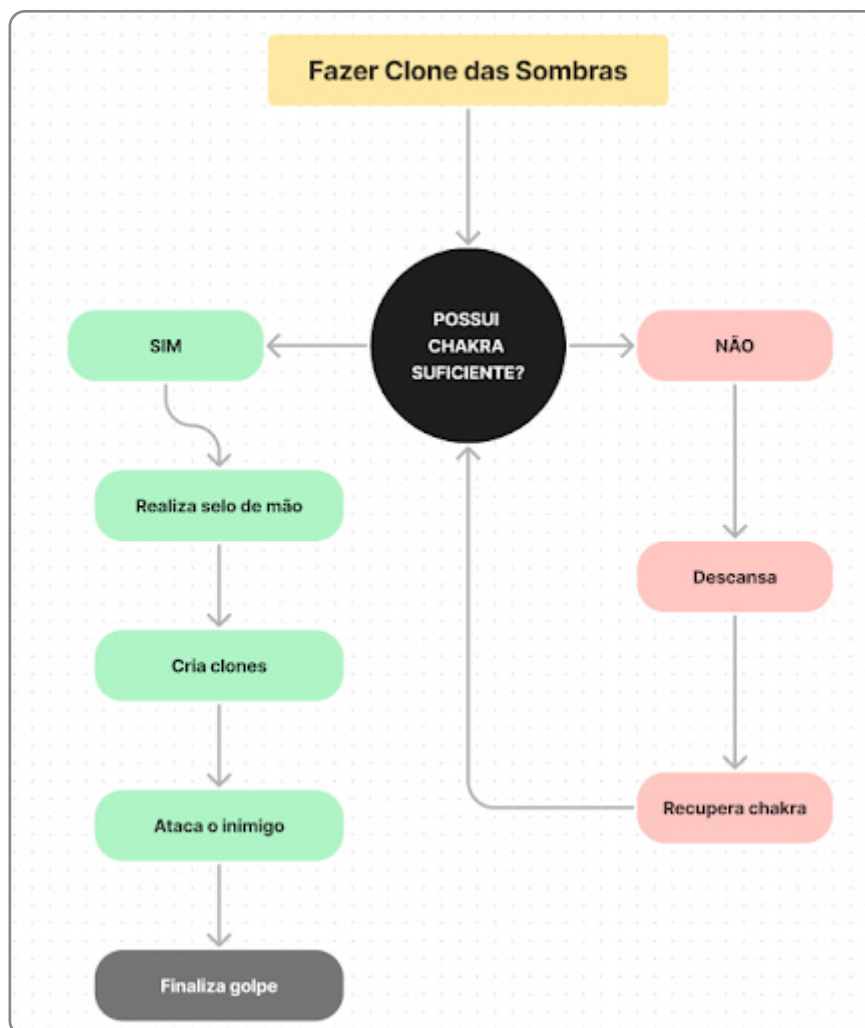 Fazer Clone das Sombras
POSSUI
CHAKRA
SUFICIENTE?
SIM
NÃO
Realiza selo de mão
Descansa
Cria clones
Recupera chakra
Ataca o inimigo
Finaliza golpe